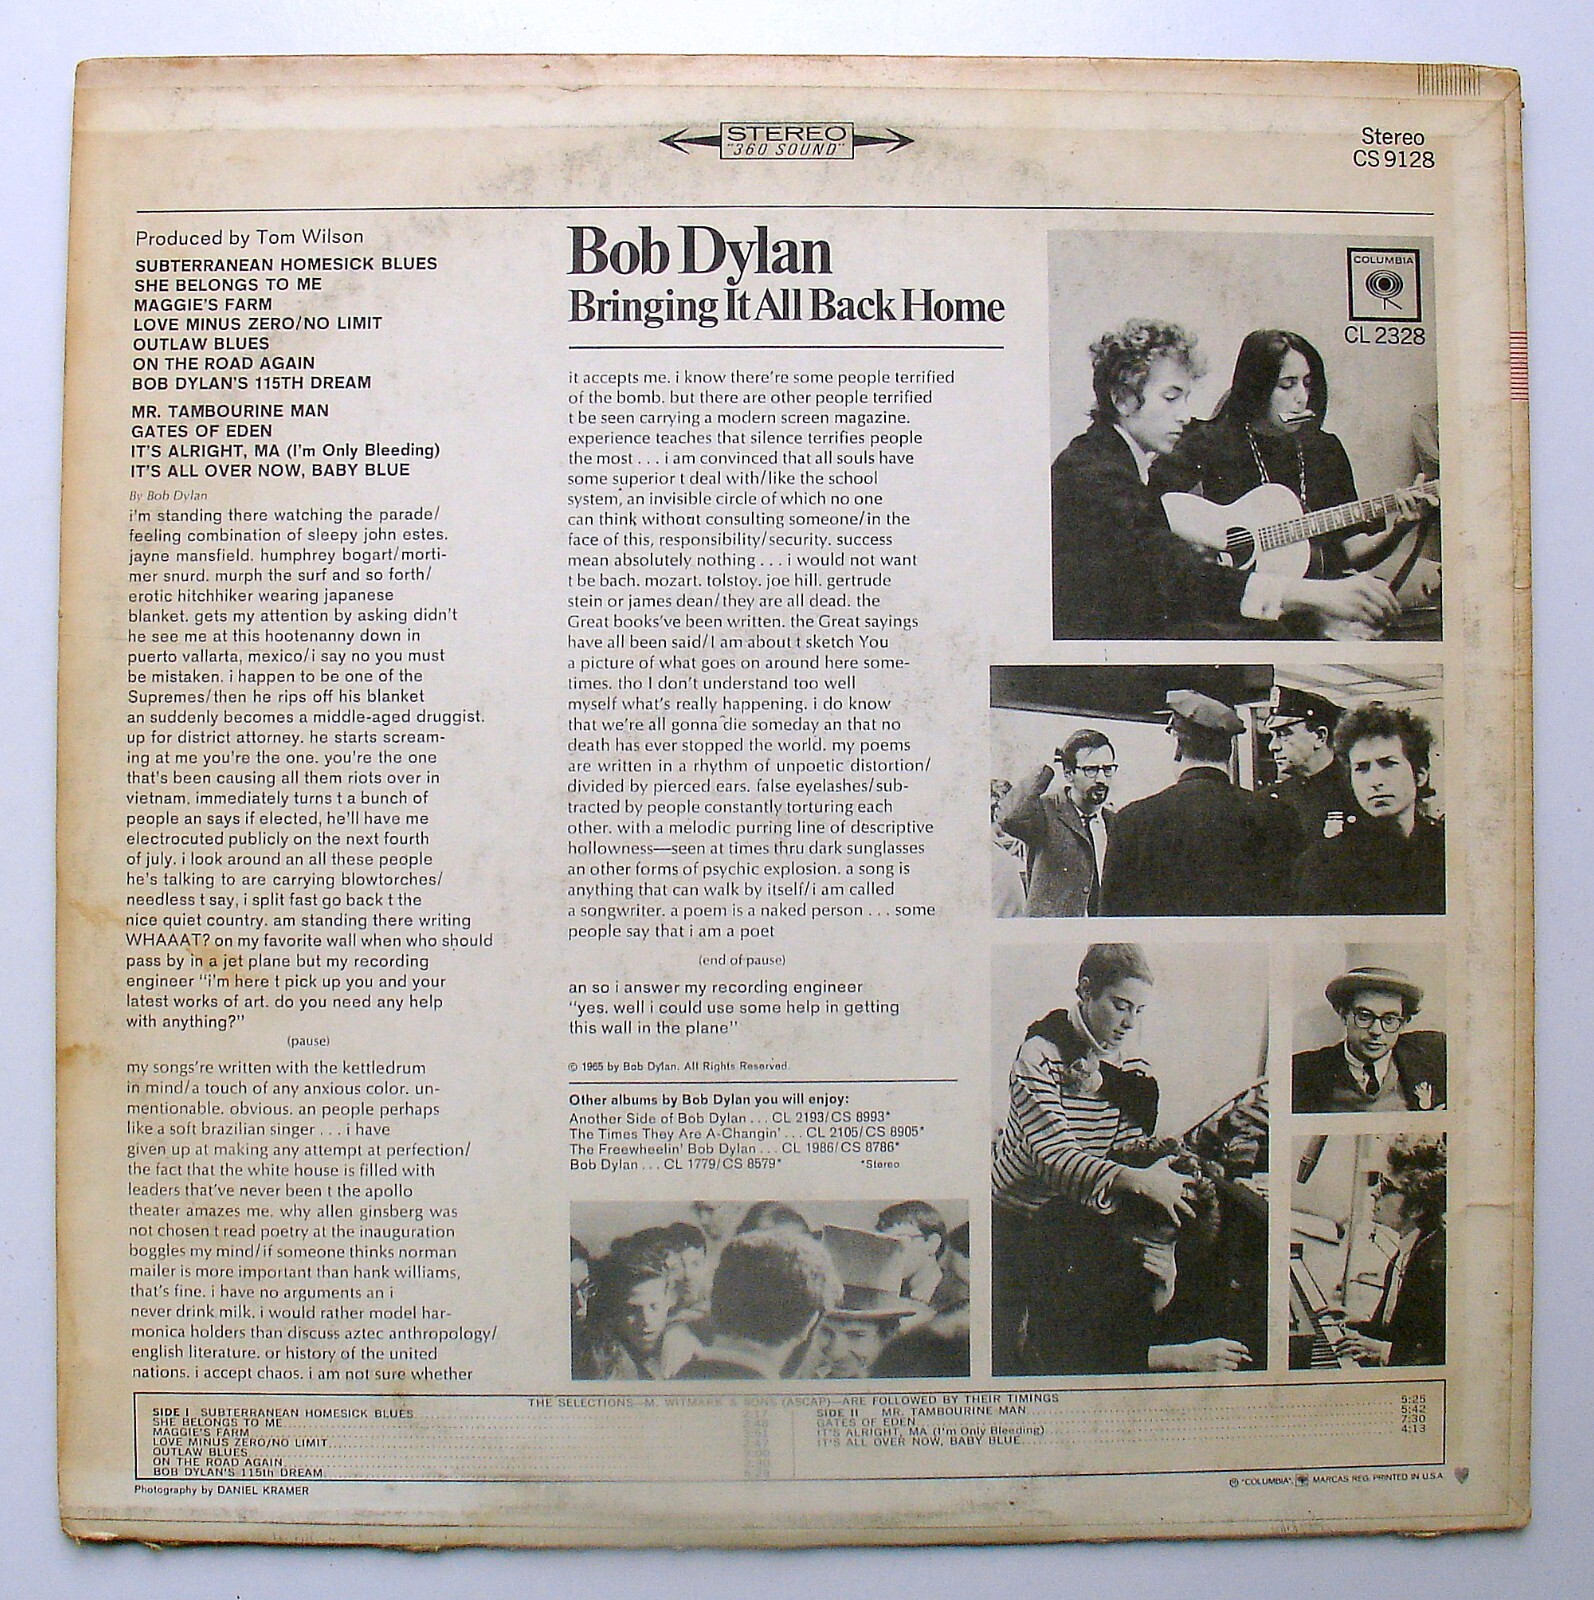 STEREO
"360 SOUND"
Stereo
CS 9128
Produced by Tom Wilson
SUBTERRANEAN HOMESICK BLUES
SHE BELONGS TO ME
MAGGIE'S FARM
LOVE MINUS ZERO/NO LIMIT
OUTLAW BLUES
ON THE ROAD AGAIN
BOB DYLAN'S 115TH DREAM
MR. TAMBOURINE MAN
GATES OF EDEN
IT'S ALRIGHT, MA (I'm Only Bleeding)
IT'S ALL OVER NOW, BABY BLUE
By Bob Dylan
i'm standing there watching the parade/
feeling combination of sleepy john estes.
jayne mansfield. humphrey bogart/morti-
mer snurd. murph the surf and so forth/
erotic hitchhiker wearing japanese
blanket. gets my attention by asking didn't
he see me at this hootenanny down in
puerto vallarta, mexico/i say no you must
be mistaken. i happen to be one of the
Supremes/then he rips off his blanket
an suddenly becomes a middle-aged druggist.
up for district attorney. he starts scream-
ing at me you're the one. you're the one
that's been causing all them riots over in
vietnam. immediately turns t a bunch of
people an says if elected, he'll have me
electrocuted publicly on the next fourth
of july. i look around an all these people
he's talking to are carrying blowtorches/
needless t say, i split fast go back t the
nice quiet country. am standing there writing
WHAAAT? on my favorite wall when who should
pass by in a jet plane but my recording
engineer "i'm here t pick up you and your
latest works of art. do you need any help
with anything?"
(pause)
my songs're written with the kettledrum
in mind/a touch of any anxious color. un-
mentionable. obvious. an people perhaps
like a soft brazilian singer . . . i have
given up at making any attempt at perfection/
the fact that the white house is filled with
leaders that've never been t the apollo
theater amazes me. why allen ginsberg was
not chosen t read poetry at the inauguration
boggles my mind/if someone thinks norman
mailer is more important than hank williams,
that's fine. i have no arguments an i
never drink milk. i would rather model har-
monica holders than discuss aztec anthropology/
english literature. or history of the united
nations. i accept chaos. i am not sure whether
Bob Dylan
Bringing It All Back Home
it accepts me. i know there're some people terrified
of the bomb. but there are other people terrified
t be seen carrying a modern screen magazine.
experience teaches that silence terrifies people
the most . . . i am convinced that all souls have
some superior t deal with/like the school
system, an invisible circle of which no one
can think without consulting someone/in the
face of this, responsibility/security. success
mean absolutely nothing . . . i would not want
t be bach. mozart. tolstoy. joe hill. gertrude
stein or james dean/they are all dead. the
Great books've been written. the Great sayings
have all been said/I am about t sketch You
a picture of what goes on around here some-
times. tho I don't understand too well
myself what's really happening. i do know
that we're all gonna die someday an that no
death has ever stopped the world. my poems
are written in a rhythm of unpoetic distortion/
divided by pierced ears. false eyelashes/sub-
tracted by people constantly torturing each
other. with a melodic purring line of descriptive
hollowness—seen at times thru dark sunglasses
an other forms of psychic explosion. a song is
anything that can walk by itself/i am called
a songwriter. a poem is a naked person . . . some
people say that i am a poet
(end of pause)
an so i answer my recording engineer
"yes. well i could use some help in getting
this wall in the plane"
© 1965 by Bob Dylan. All Rights Reserved.
Other albums by Bob Dylan you will enjoy:
Another Side of Bob Dylan . . . CL 2193/CS 8993*
The Times They Are A-Changin' . . . CL 2105/CS 8905*
The Freewheelin' Bob Dylan . . . CL 1986/CS 8786*
Bob Dylan . . . CL 1779/CS 8579* *Stereo
COLUMBIA
CL 2328
THE SELECTIONS—M. WITMARK & SONS (ASCAP)—ARE FOLLOWED BY THEIR TIMINGS
SIDE I SUBTERRANEAN HOMESICK BLUES
SHE BELONGS TO ME
MAGGIE'S FARM
LOVE MINUS ZERO/NO LIMIT
OUTLAW BLUES
ON THE ROAD AGAIN
BOB DYLAN'S 115th DREAM
SIDE II MR. TAMBOURINE MAN 5:25
GATES OF EDEN 5:42
IT'S ALRIGHT, MA (I'm Only Bleeding) 7:30
IT'S ALL OVER NOW, BABY BLUE 4:13
Photography by DANIEL KRAMER
® "COLUMBIA", MARCAS REG. PRINTED IN U.S.A